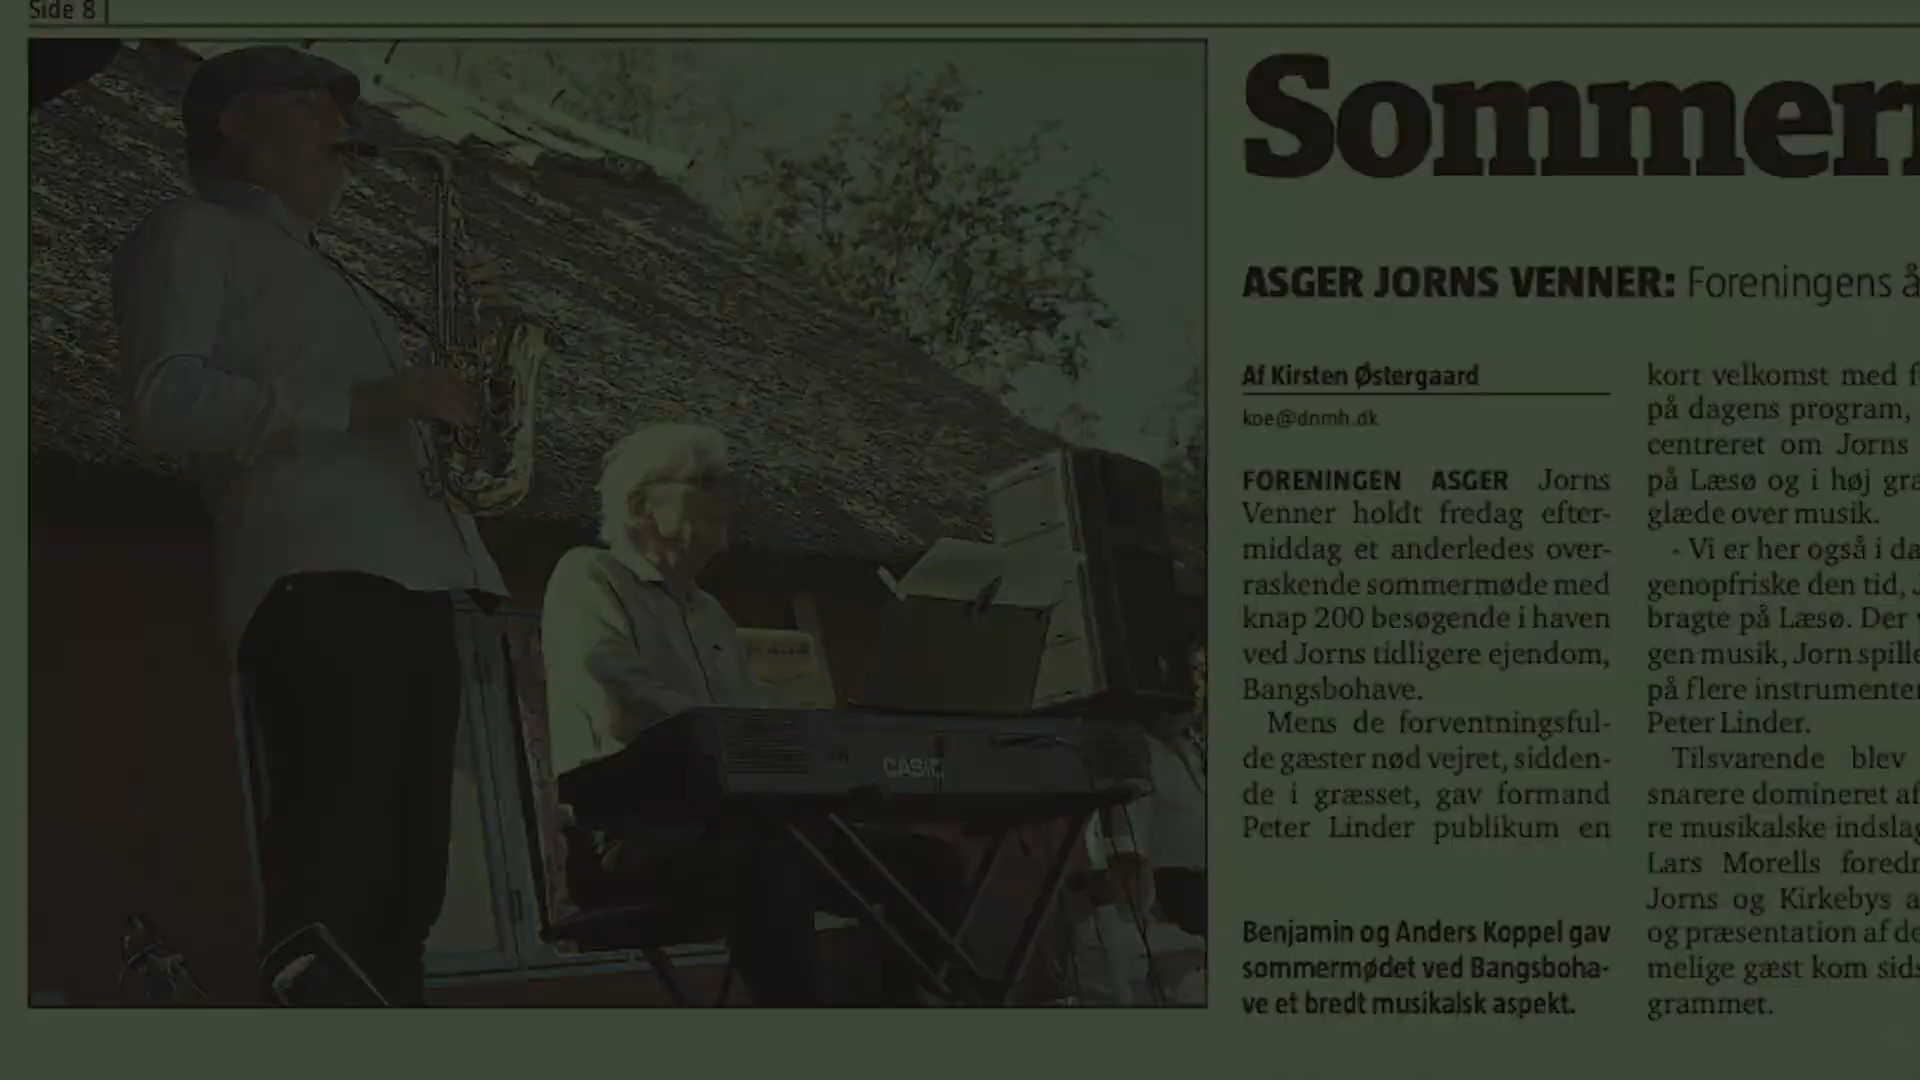 Side 8
CASIO
Sommer
ASGER JORNS VENNER: Foreningens å
Af Kirsten Østergaard
koe@dnmh.dk
FORENINGEN ASGER Jorns
Venner holdt fredag efter-
middag et anderledes over-
raskende sommermøde med
knap 200 besøgende i haven
ved Jorns tidligere ejendom,
Bangsbohave.
Mens de forventningsful-
de gæster nød vejret, sidden-
de i græsset, gav formand
Peter Linder publikum en
Benjamin og Anders Koppel gav
sommermødet ved Bangsboha-
ve et bredt musikalsk aspekt.
kort velkomst med f
på dagens program,
centreret om Jorns
på Læsø og i høj gra
glæde over musik.
- Vi er her også i da
genopfriske den tid, J
bragte på Læsø. Der v
gen musik, Jorn spille
på flere instrumenter
Peter Linder.
Tilsvarende blev
snarere domineret af
re musikalske indslag
Lars Morells foredr
Jorns og Kirkebys a
og præsentation af de
melige gæst kom sids
grammet.